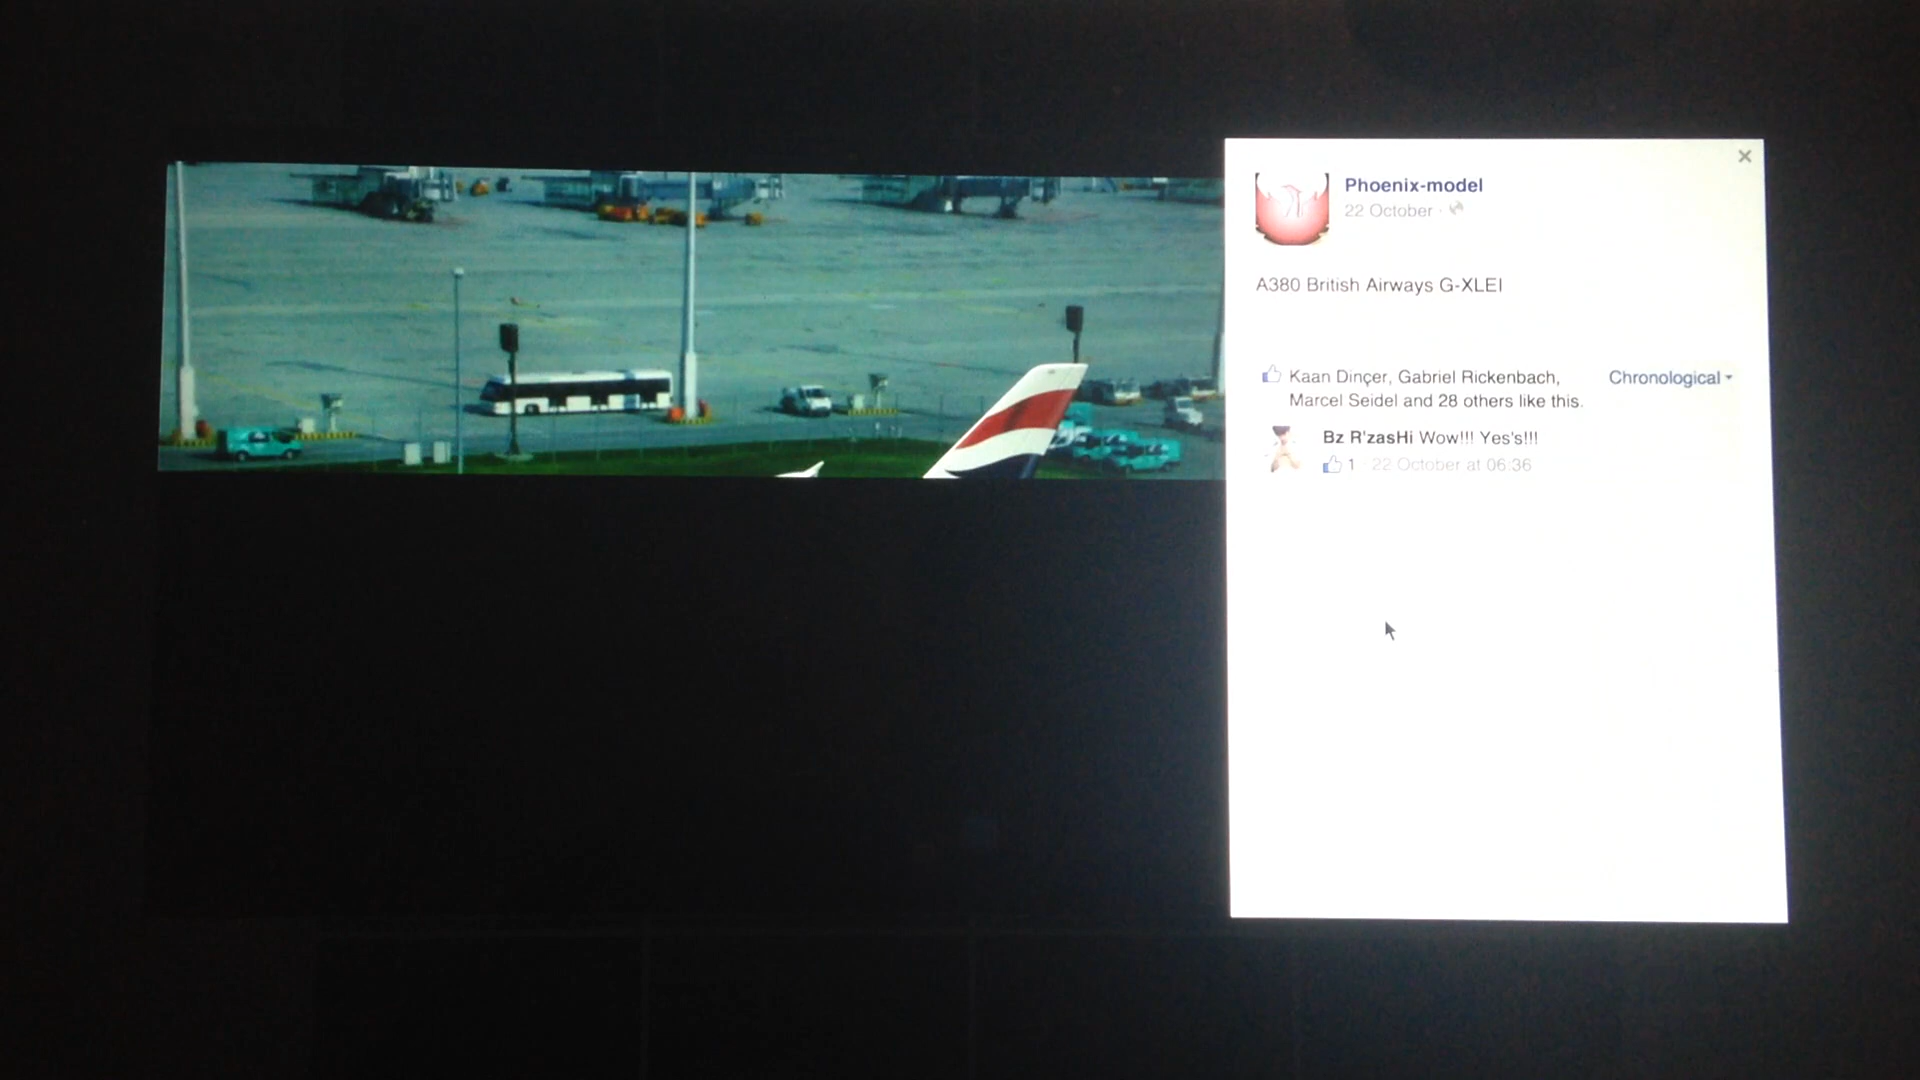 Phoenix-model
22 October ·
A380 British Airways G-XLEI
Kaan Dinçer, Gabriel Rickenbach,
Marcel Seidel and 28 others like this.
Chronological
Bz R'zasHi Wow!!! Yes's!!!
1 22 October at 06:36